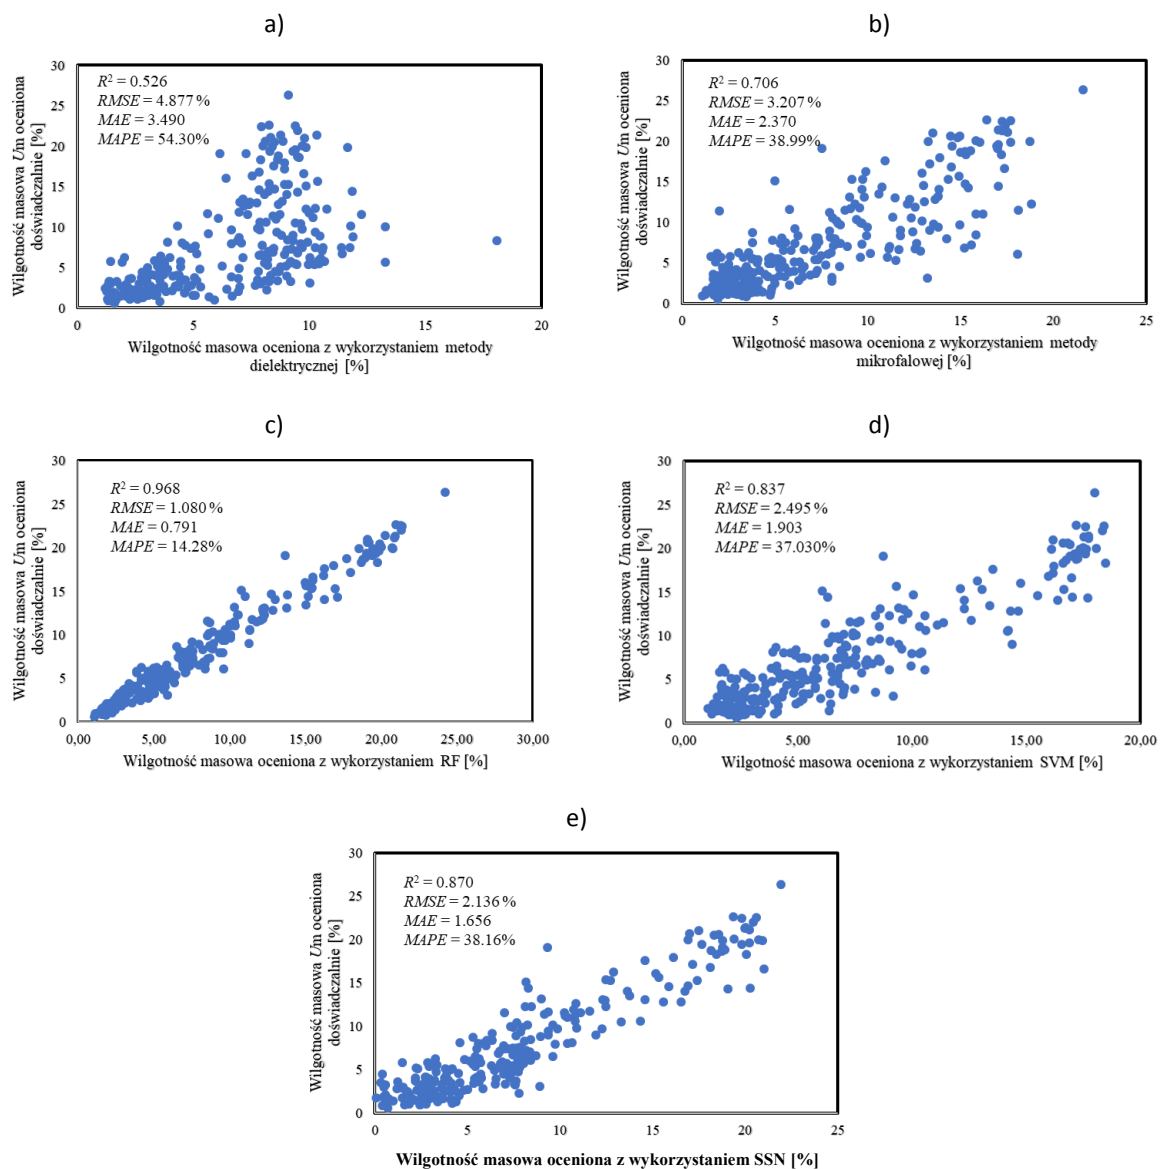 a)
Wilgotność masowa Um oceniona
doświadczalnie [%]
30
25
20
15
10
5
0
R² = 0.526
RMSE = 4.877%
MAE = 3.490
MAPE = 54.30%
0 5 10 15 20
Wilgotność masowa oceniona z wykorzystaniem metody
dielektrycznej [%]
b)
Wilgotność masowa Um oceniona
doświadczalnie [%]
30
25
20
15
10
5
0
R² = 0.706
RMSE = 3.207%
MAE = 2.370
MAPE = 38.99%
0 5 10 15 20 25
Wilgotność masowa oceniona z wykorzystaniem metody
mikrofalowej [%]
c)
Wilgotność masowa Um oceniona
doświadczalnie [%]
30
25
20
15
10
5
0
R² = 0.968
RMSE = 1.080%
MAE = 0.791
MAPE = 14.28%
0,00 5,00 10,00 15,00 20,00 25,00 30,00
Wilgotność masowa oceniona z wykorzystaniem RF [%]
d)
Wilgotność masowa Um oceniona
doświadczalnie [%]
30
25
20
15
10
5
0
R² = 0.837
RMSE = 2.495%
MAE = 1.903
MAPE = 37.030%
0,00 5,00 10,00 15,00 20,00
Wilgotność masowa oceniona z wykorzystaniem SVM [%]
e)
Wilgotność masowa Um oceniona
doświadczalnie [%]
30
25
20
15
10
5
0
R² = 0.870
RMSE = 2.136%
MAE = 1.656
MAPE = 38.16%
0 5 10 15 20 25
Wilgotność masowa oceniona z wykorzystaniem SSN [%]